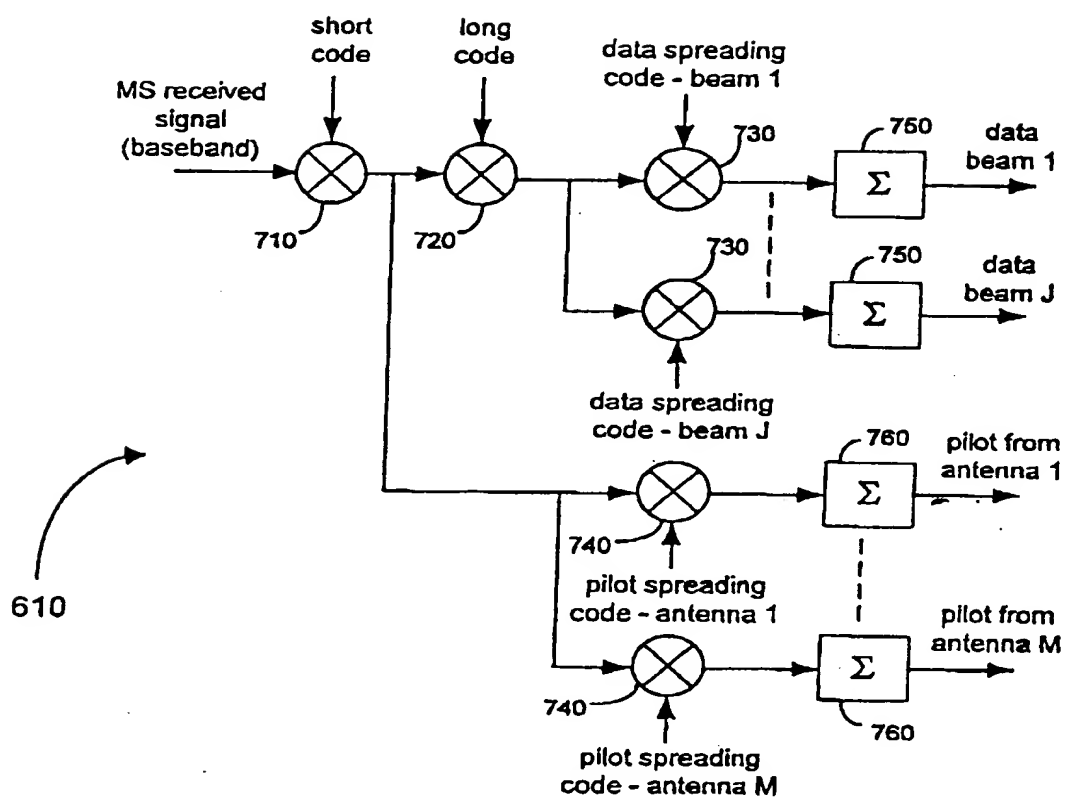 short
code
long
code
data spreading
code - beam 1
MS received
signal
(baseband)
730
750
data
beam 1
Σ
710
720
730
750
data
beam J
Σ
data spreading
code - beam J
760
pilot from
antenna 1
Σ
740
pilot spreading
code - antenna 1
610
pilot from
antenna M
Σ
740
760
pilot spreading
code - antenna M